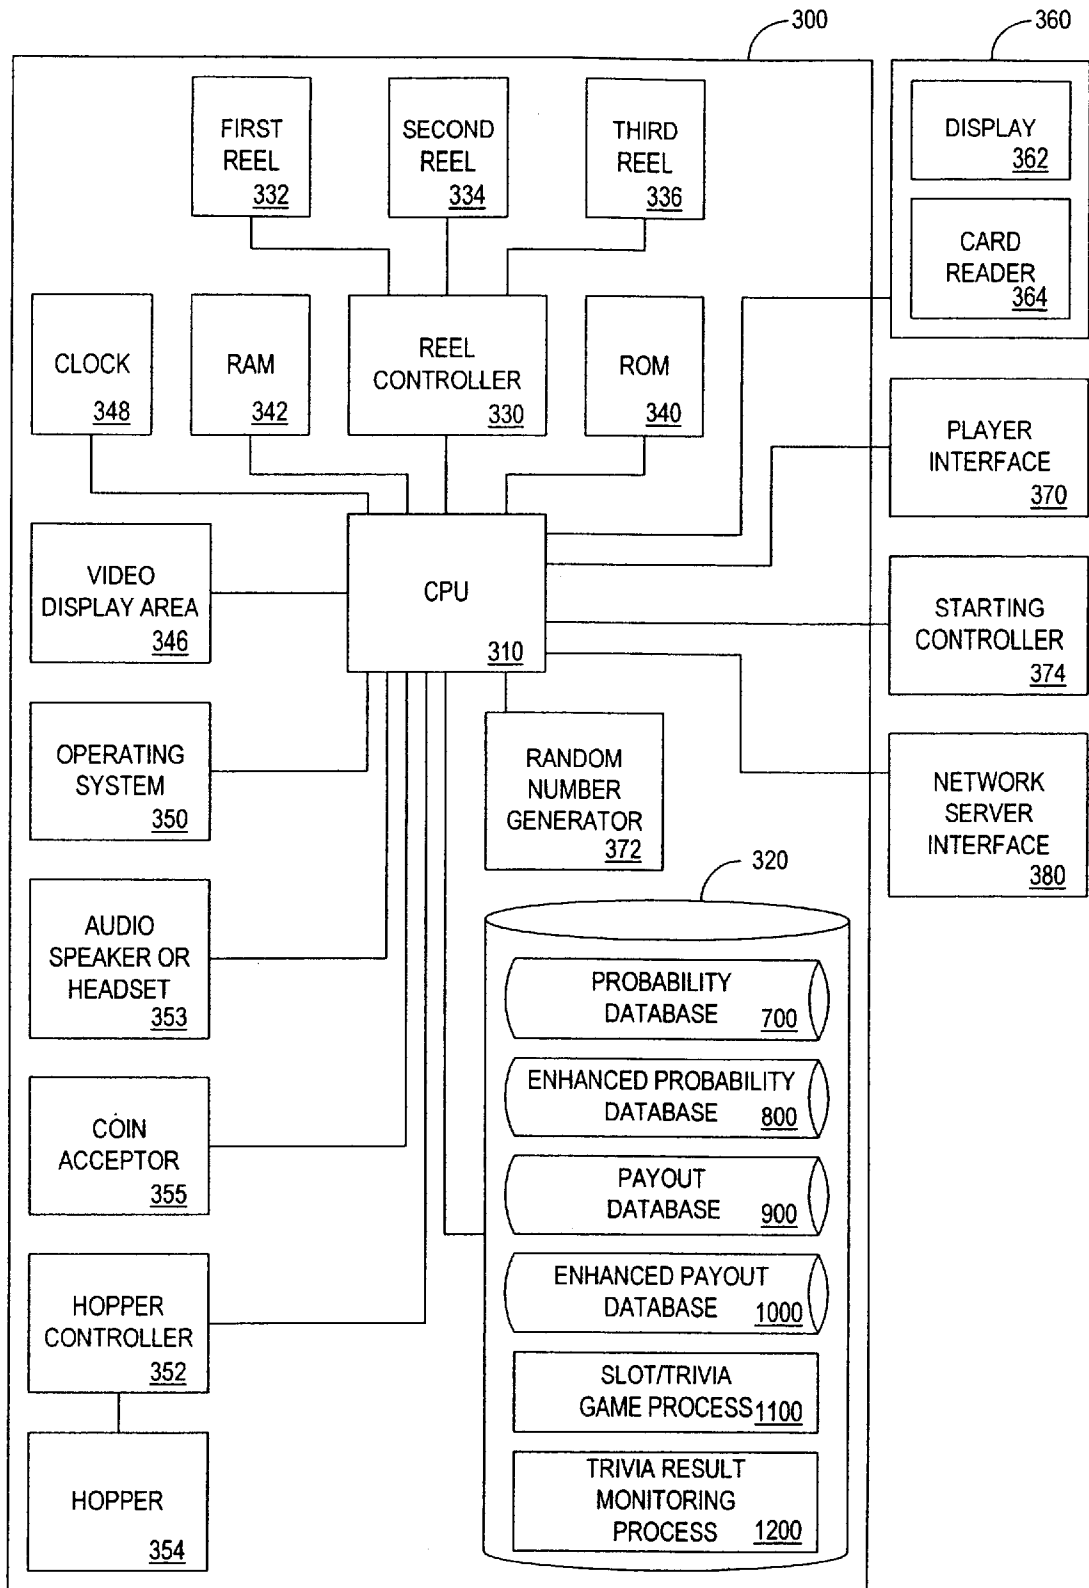 300
360
FIRST
REEL
332
SECOND
REEL
334
THIRD
REEL
336
DISPLAY
362
CARD
READER
364
CLOCK
348
RAM
342
REEL
CONTROLLER
330
ROM
340
PLAYER
INTERFACE
370
VIDEO
DISPLAY AREA
346
CPU
310
STARTING
CONTROLLER
374
OPERATING
SYSTEM
350
RANDOM
NUMBER
GENERATOR
372
NETWORK
SERVER
INTERFACE
380
AUDIO
SPEAKER OR
HEADSET
353
320
PROBABILITY
DATABASE
700
ENHANCED PROBABILITY
DATABASE
800
COIN
ACCEPTOR
355
PAYOUT
DATABASE
900
ENHANCED PAYOUT
DATABASE
1000
HOPPER
CONTROLLER
352
SLOT/TRIVIA
GAME PROCESS
1100
HOPPER
354
TRIVIA RESULT
MONITORING
PROCESS
1200